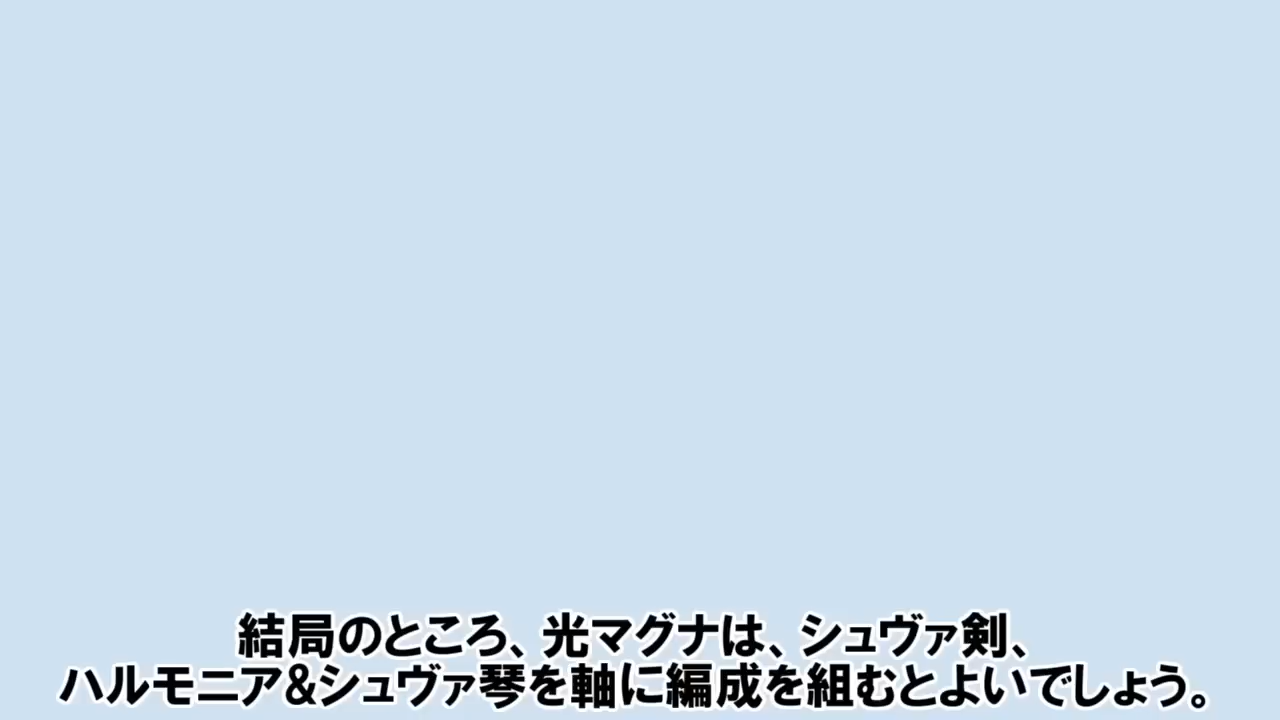 結局のところ、光マグナは、シュヴァ剣、
ハルモニア&シュヴァ琴を軸に編成を組むとよいでしょう。